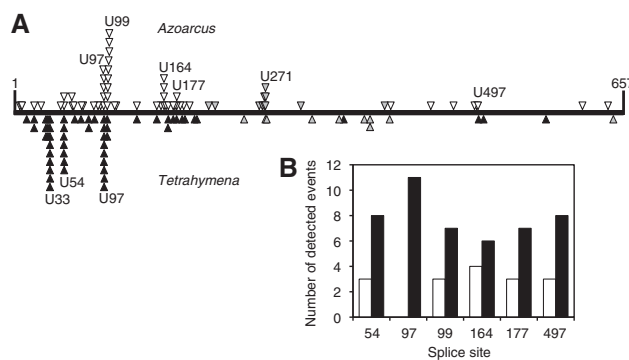 A
U99
Azoarcus
U97
U164
U271
U177
U497
1
657
U54
U33
U97
Tetrahymena
B
12
10
8
6
4
2
0
Number of detected events
54 97 99 164 177 497
Splice site